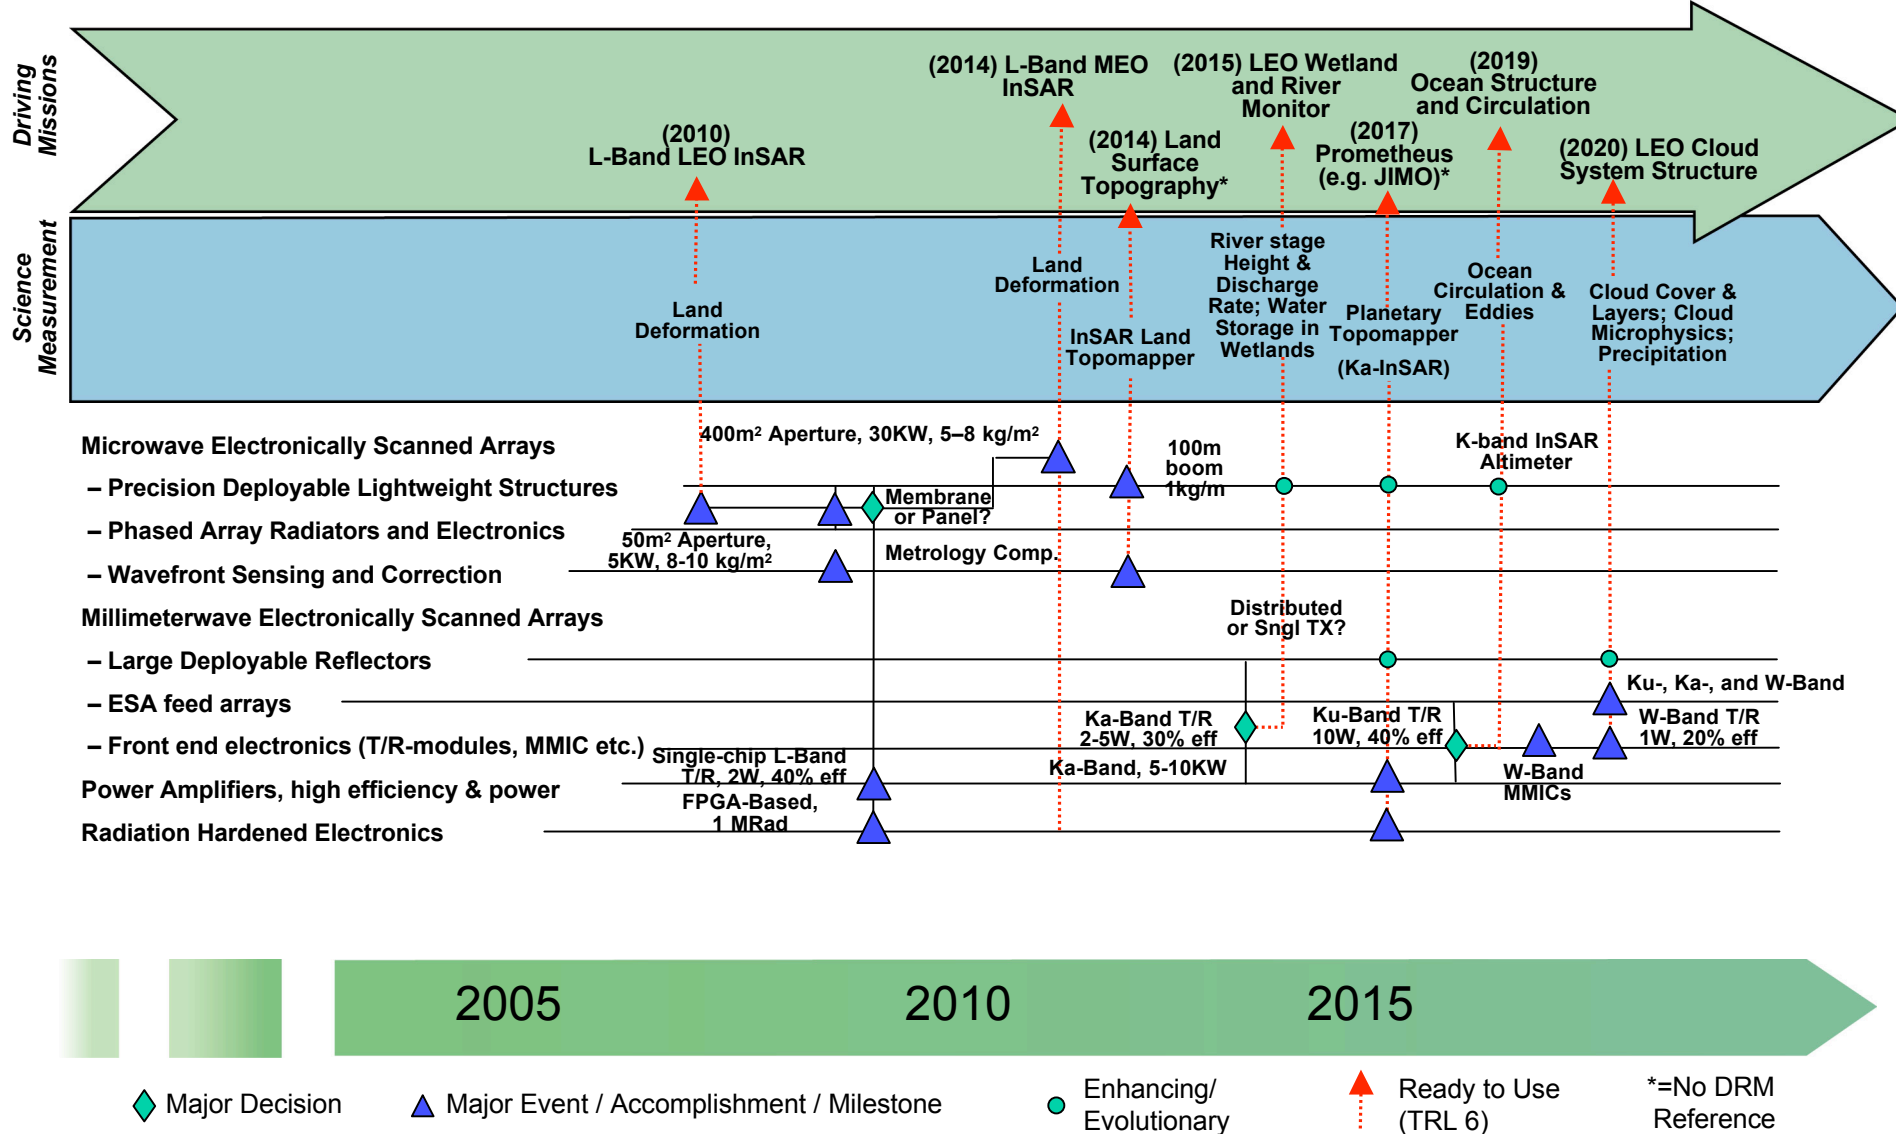 Driving
Missions
(2010)
L-Band LEO InSAR
(2014) L-Band MEO
InSAR
(2014) Land
Surface
Topography*
(2015) LEO Wetland
and River
Monitor
(2017)
Prometheus
(e.g. JIMO)*
(2019)
Ocean Structure
and Circulation
(2020) LEO Cloud
System Structure
Science
Measurement
Land
Deformation
Land
Deformation
InSAR Land
Topomapper
River stage
Height &
Discharge
Rate; Water
Storage in
Wetlands
Planetary
Topomapper
(Ka-InSAR)
Ocean
Circulation &
Eddies
Cloud Cover &
Layers; Cloud
Microphysics;
Precipitation
Microwave Electronically Scanned Arrays
– Precision Deployable Lightweight Structures
– Phased Array Radiators and Electronics
– Wavefront Sensing and Correction
Millimeterwave Electronically Scanned Arrays
– Large Deployable Reflectors
– ESA feed arrays
– Front end electronics (T/R-modules, MMIC etc.)
Power Amplifiers, high efficiency & power
Radiation Hardened Electronics
400m² Aperture, 30KW, 5–8 kg/m²
100m
boom
1kg/m
K-band InSAR
Altimeter
Membrane
or Panel?
50m² Aperture,
5KW, 8-10 kg/m²
Metrology Comp.
Distributed
or Sngl TX?
Ku-, Ka-, and W-Band
Ka-Band T/R
2-5W, 30% eff
Ku-Band T/R
10W, 40% eff
W-Band T/R
1W, 20% eff
Single-chip L-Band
T/R, 2W, 40% eff
Ka-Band, 5-10KW
W-Band
MMICs
FPGA-Based,
1 MRad
2005
2010
2015
Major Decision
Major Event / Accomplishment / Milestone
Enhancing/
Evolutionary
Ready to Use
(TRL 6)
*=No DRM
Reference